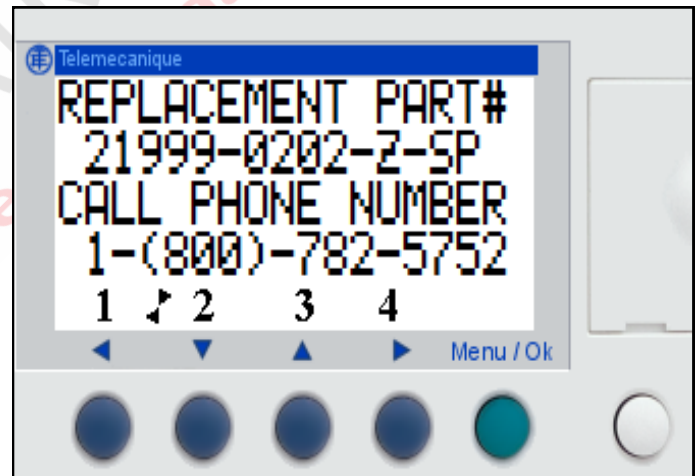 Telemecanique
REPLACEMENT PART#
21999-0202-Z-SP
CALL PHONE NUMBER
1-(800)-782-5752
1 2 3 4
Menu / Ok